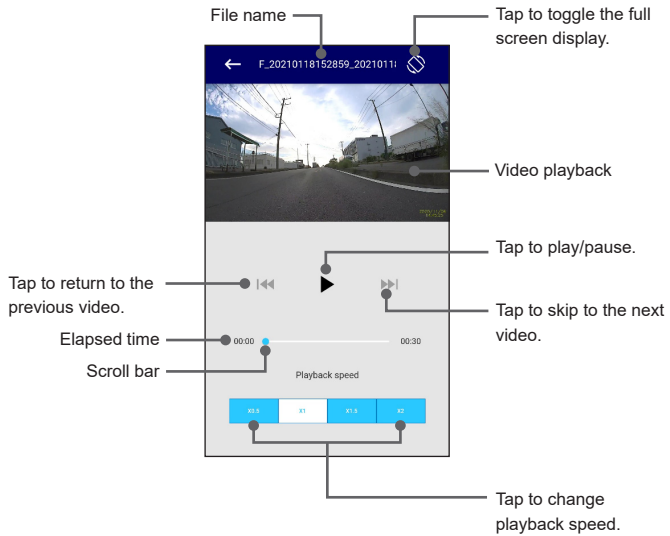 File name
Tap to toggle the full
screen display.
F_20210118152859_2021011
Video playback
Tap to play/pause.
Tap to return to the
previous video.
Tap to skip to the next
video.
Elapsed time
00:00
00:30
Scroll bar
Playback speed
X0.5
X1
X1.5
X2
Tap to change
playback speed.